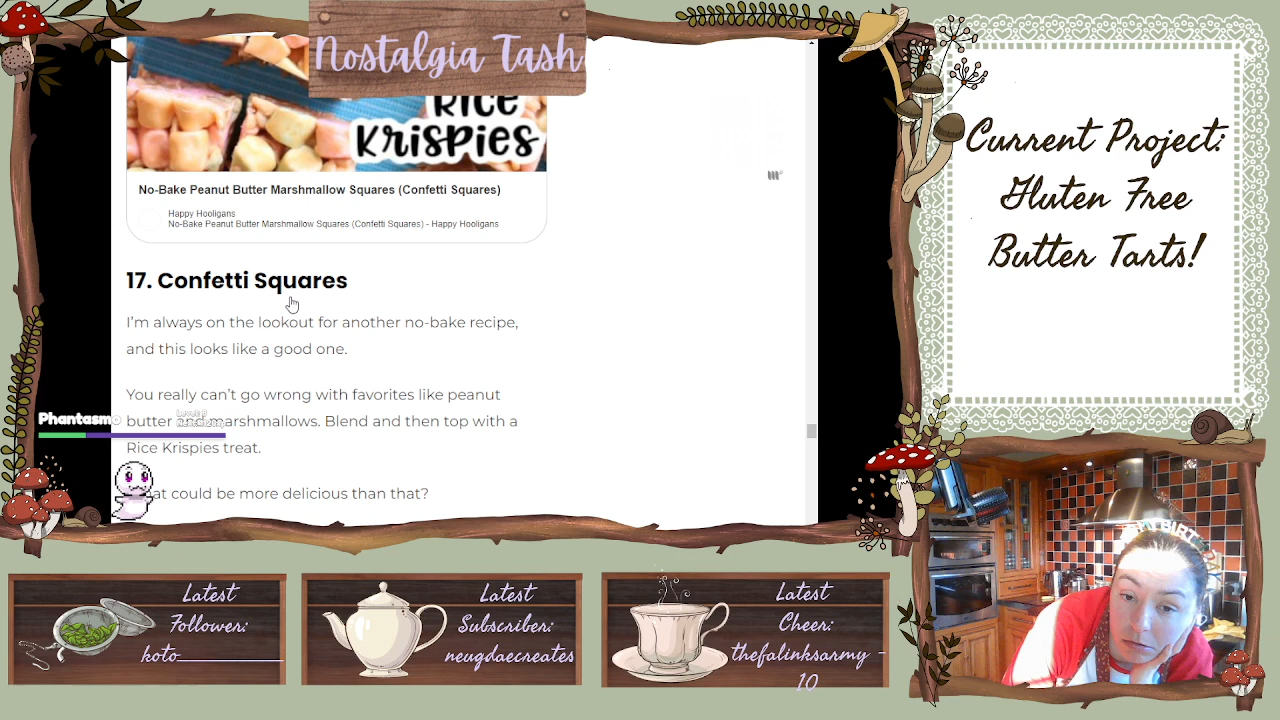 Nostalgia Tash
RICE
KRISPIES
No-Bake Peanut Butter Marshmallow Squares (Confetti Squares)
Happy Hooligans
No-Bake Peanut Butter Marshmallow Squares (Confetti Squares) - Happy Hooligans
17. Confetti Squares
I'm always on the lookout for another no-bake recipe,
and this looks like a good one.
You really can't go wrong with favorites like peanut
butter marshmallows. Blend and then top with a
Rice Krispies treat.
at could be more delicious than that?
Phantasmo
Current Project:
Gluten Free
Butter Tarts!
BIRT
Latest
Follower:
koto_
Latest
Subscriber:
neugdaecreates
Latest
Cheer:
thefalinksarmy -
10